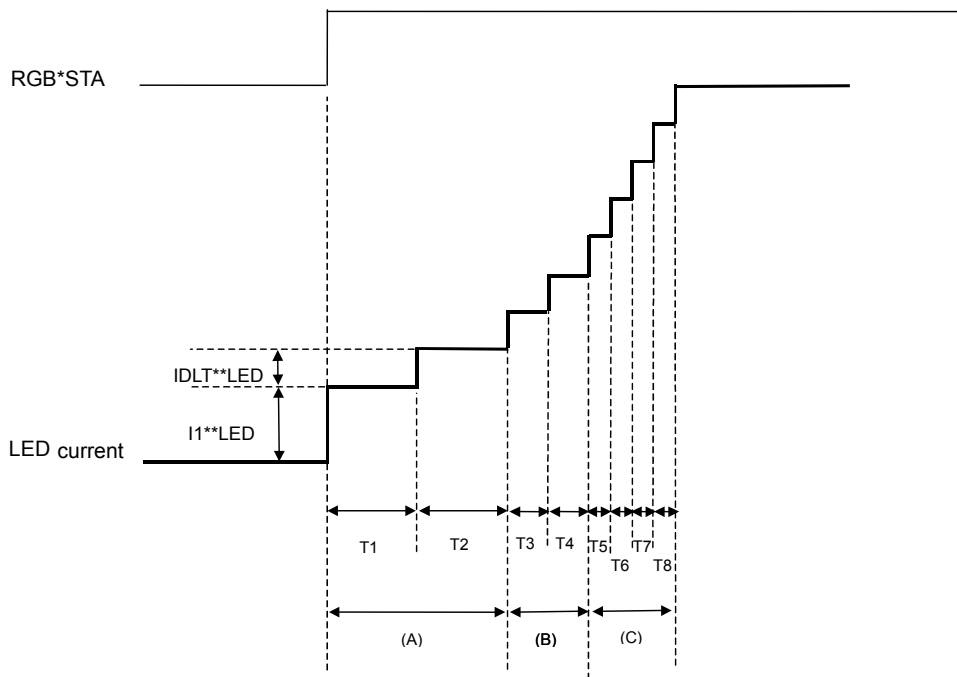 RGB*STA
IDLT**LED
I1**LED
LED current
T1 T2 T3 T4 T5 T7
T6 T8
(A) (B) (C)